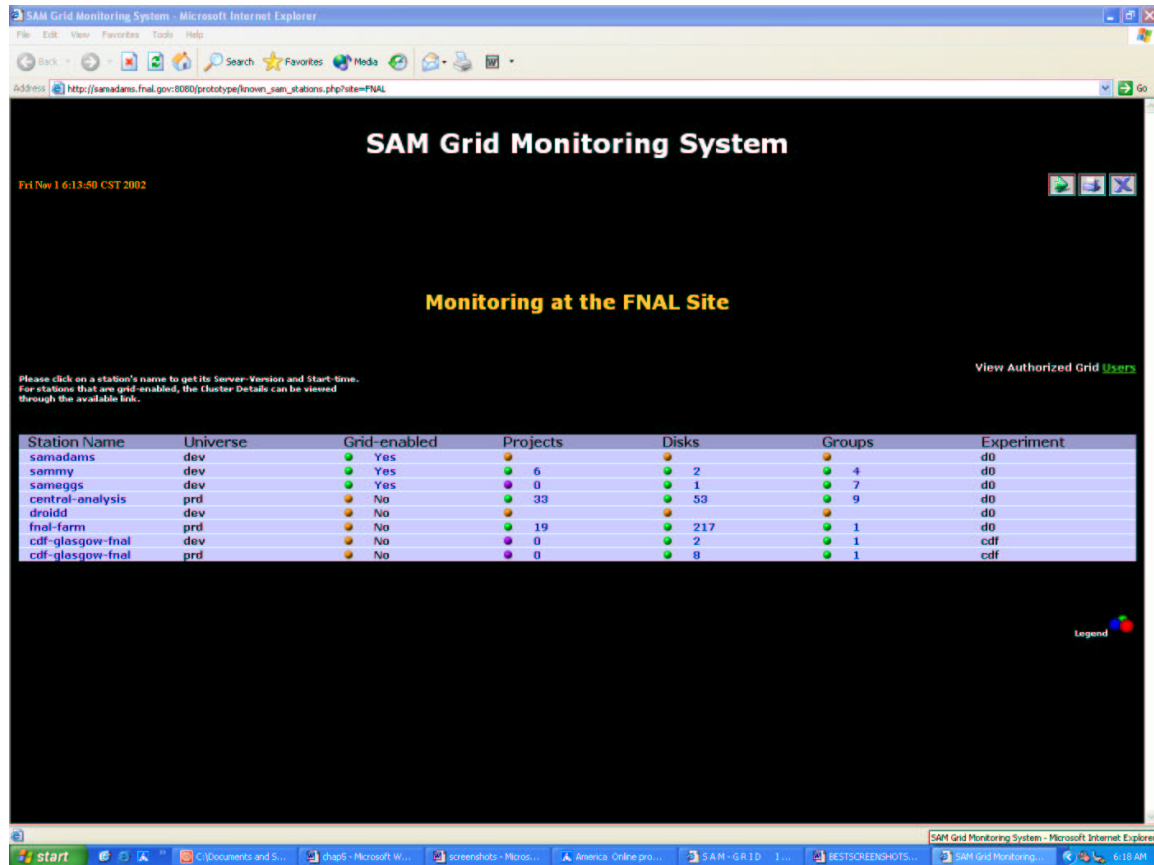 SAM Grid Monitoring System - Microsoft Internet Explorer
File Edit View Favorites Tools Help
Back Search Favorites Media
Address http://samadams.fnal.gov:8080/prototype/known_sam_stations.php?site=FNAL Go
SAM Grid Monitoring System
Fri Nov 1 6:13:50 CST 2002
Monitoring at the FNAL Site
View Authorized Grid Users
Please click on a station's name to get its Server-Version and Start-time.
For stations that are grid-enabled, the Cluster Details can be viewed
through the available link.
Station Name Universe Grid-enabled Projects Disks Groups Experiment
samadams dev Yes d0
sammy dev Yes 6 2 4 d0
sameggs dev Yes 0 1 7 d0
central-analysis prd No 33 53 9 d0
droidd dev No d0
fnal-farm prd No 19 217 1 d0
cdf-glasgow-fnal dev No 0 2 1 cdf
cdf-glasgow-fnal prd No 0 8 1 cdf
Legend
SAM Grid Monitoring System - Microsoft Internet Explorer
start C:\Documents and S... chap5 - Microsoft W... screenshots - Micros... America Online pro... S A M - G R I D I... BESTSCREENSHOTS... SAM Grid Monitoring... 6:18 AM